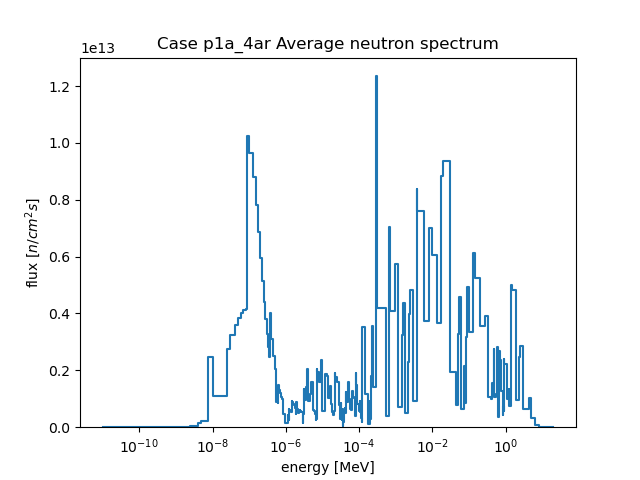 Case p1a_4ar Average neutron spectrum
1e13
1.2
1.0
0.8
0.6
0.4
0.2
0.0
flux [n/cm²s]
10⁻¹⁰ 10⁻⁸ 10⁻⁶ 10⁻⁴ 10⁻² 10⁰
energy [MeV]